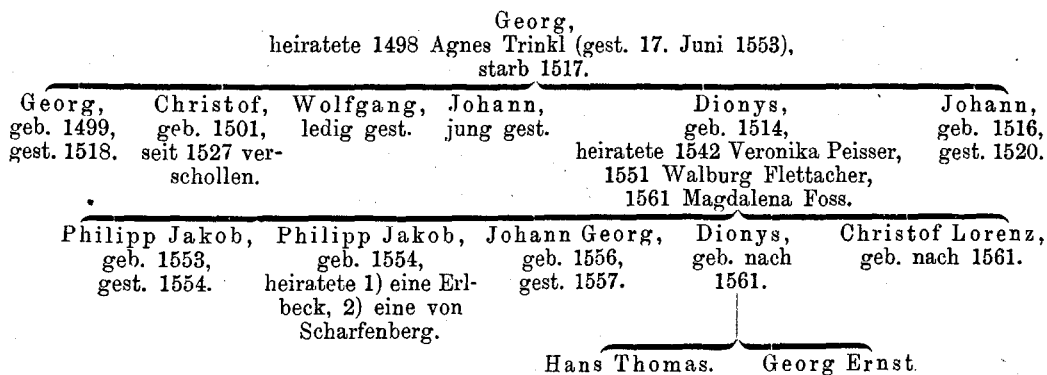 Georg,
heiratete 1498 Agnes Trinkl (gest. 17. Juni 1553),
starb 1517.
Georg,
geb. 1499,
gest. 1518.
Christof,
geb. 1501,
seit 1527 ver-
schollen.
Wolfgang,
ledig gest.
Johann,
jung gest.
Dionys,
geb. 1514,
heiratete 1542 Veronika Peisser,
1551 Walburg Flettacher,
1561 Magdalena Foss.
Johann,
geb. 1516,
gest. 1520.
Philipp Jakob,
geb. 1553,
gest. 1554.
Philipp Jakob,
geb. 1554,
heiratete 1) eine Erl-
beck, 2) eine von
Scharfenberg.
Johann Georg,
geb. 1556,
gest. 1557.
Dionys,
geb. nach
1561.
Christof Lorenz,
geb. nach 1561.
Hans Thomas.
Georg Ernst.